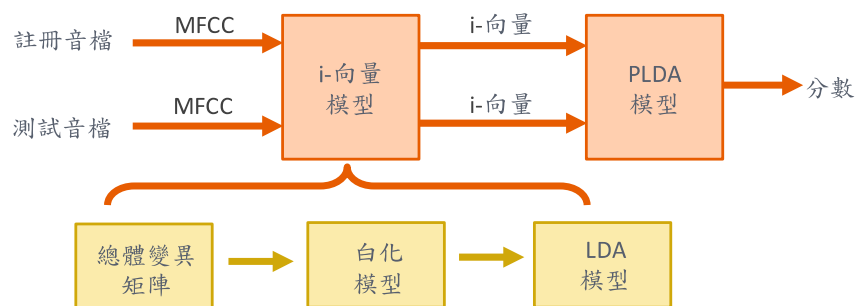 註冊音檔
MFCC
i-向量
模型
i-向量
PLDA
模型
分數
測試音檔
MFCC
i-向量
總體變異
矩陣
白化
模型
LDA
模型